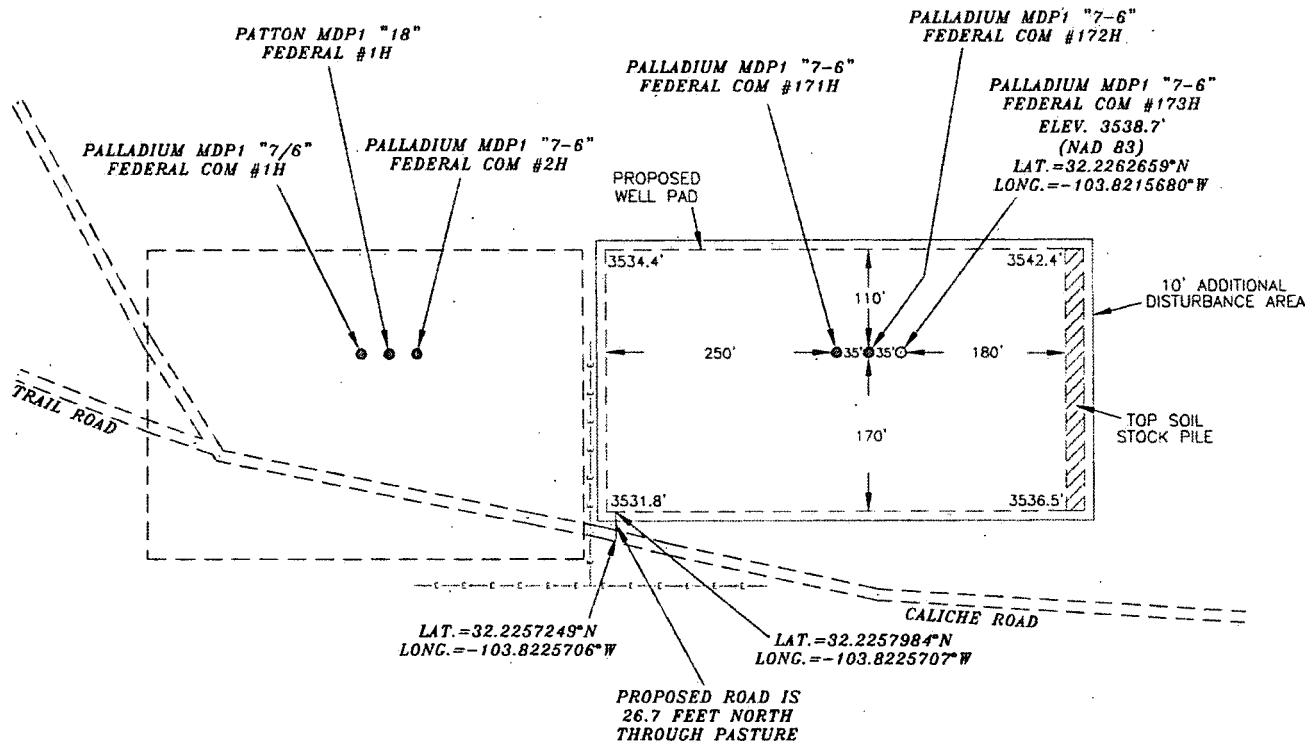 PATTON MDP1 "18"
FEDERAL #1H
PALLADIUM MDP1 "7-6"
FEDERAL COM #172H
PALLADIUM MDP1 "7-6"
FEDERAL COM #171H
PALLADIUM MDP1 "7-6"
FEDERAL COM #173H
ELEV. 3538.7'
(NAD 83)
LAT.=32.2262659°N
LONG.=-103.8215680°W
PALLADIUM MDP1 "7/6"
FEDERAL COM #1H
PALLADIUM MDP1 "7-6"
FEDERAL COM #2H
PROPOSED
WELL PAD
3534.4'
3542.4'
10' ADDITIONAL
DISTURBANCE AREA
110'
250'
35'
35'
180'
170'
TRAIL ROAD
TOP SOIL
STOCK PILE
3531.8'
3536.5'
CALICHE ROAD
LAT.=32.2257249°N
LONG.=-103.8225706°W
LAT.=32.2257984°N
LONG.=-103.8225707°W
PROPOSED ROAD IS
26.7 FEET NORTH
THROUGH PASTURE